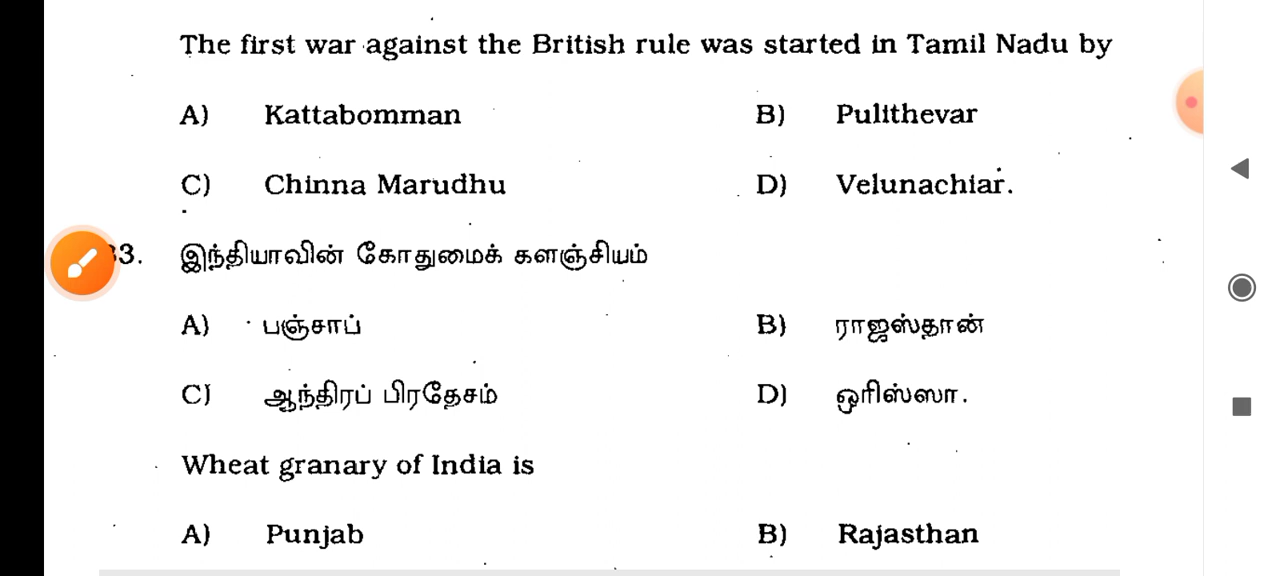 The first war against the British rule was started in Tamil Nadu by
A) Kattabomman B) Pulithevar
C) Chinna Marudhu D) Velunachiar.
3. இந்தியாவின் கோதுமைக் களஞ்சியம்
A) பஞ்சாப் B) ராஜஸ்தான்
C) ஆந்திரப் பிரதேசம் D) ஒரிஸ்ஸா.
Wheat granary of India is
A) Punjab B) Rajasthan